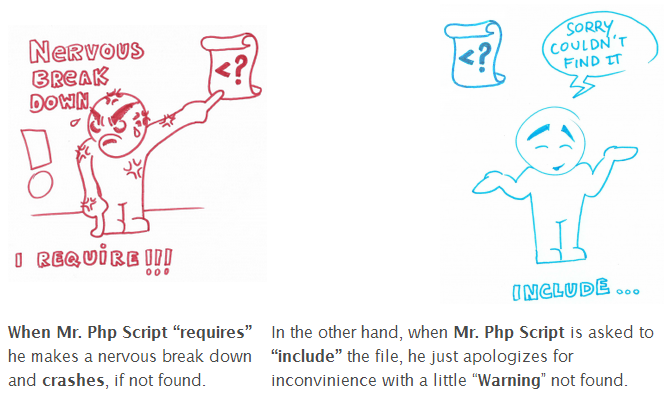 NERVOUS
BREAK
DOWN
<?
!
I REQUIRE!!!
<?
SORRY
COULDN'T
FIND IT
INCLUDE...
When Mr. Php Script “requires”
he makes a nervous break down
and crashes, if not found.
In the other hand, when Mr. Php Script is asked to
“include” the file, he just apologizes for
inconvinience with a little “Warning” not found.